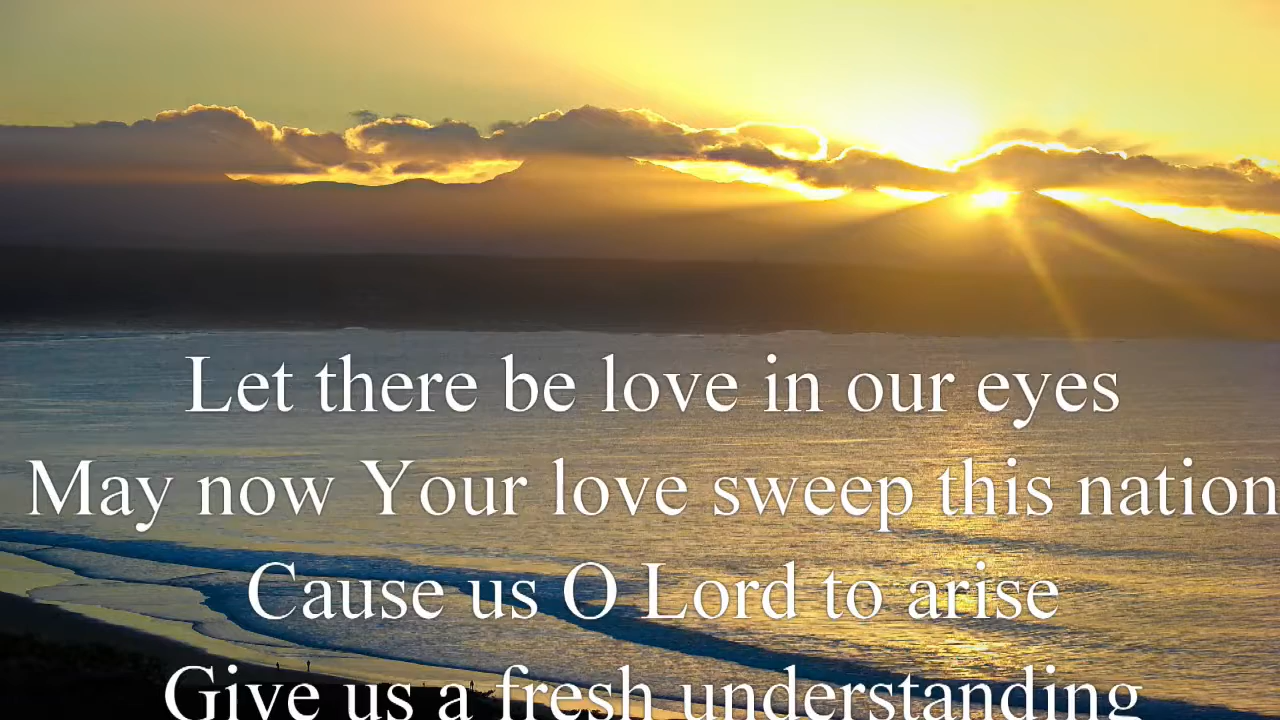 Let there be love in our eyes
May now Your love sweep this nation
Cause us O Lord to arise
Give us a fresh understanding